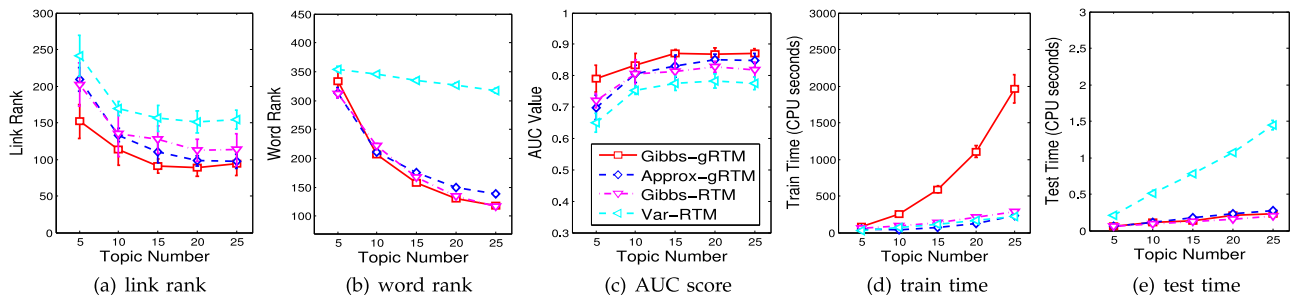 300
250
200
150
100
50
0
Link Rank
5 10 15 20 25
Topic Number
(a) link rank
450
400
350
300
250
200
150
100
Word Rank
5 10 15 20 25
Topic Number
(b) word rank
1
0.9
0.8
0.7
0.6
0.5
0.4
0.3
AUC Value
Gibbs-gRTM
Approx-gRTM
Gibbs-RTM
Var-RTM
5 10 15 20 25
Topic Number
(c) AUC score
3000
2500
2000
1500
1000
500
0
Train Time (CPU seconds)
5 10 15 20 25
Topic Number
(d) train time
3
2.5
2
1.5
1
0.5
0
Test Time (CPU seconds)
5 10 15 20 25
Topic Number
(e) test time